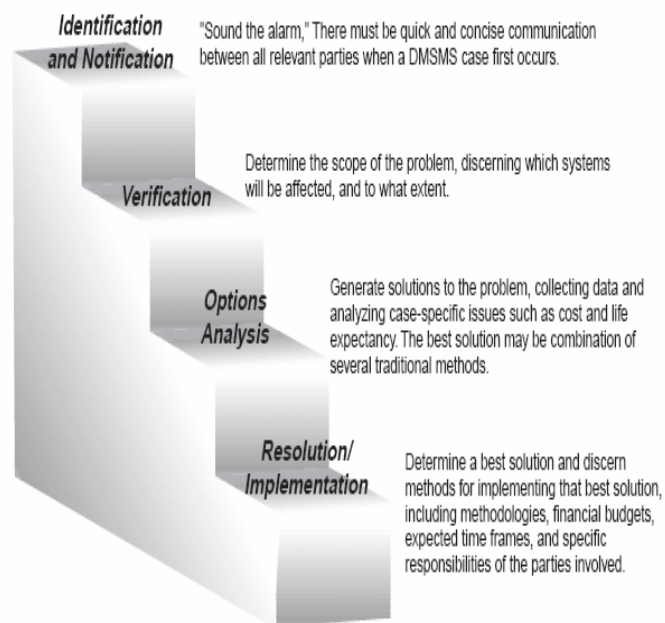 Identification
and Notification
"Sound the alarm," There must be quick and concise communication
between all relevant parties when a DMSMS case first occurs.
Verification
Determine the scope of the problem, discerning which systems
will be affected, and to what extent.
Options
Analysis
Generate solutions to the problem, collecting data and
analyzing case-specific issues such as cost and life
expectancy. The best solution may be combination of
several traditional methods.
Resolution/
Implementation
Determine a best solution and discern
methods for implementing that best solution,
including methodologies, financial budgets,
expected time frames, and specific
responsibilities of the parties involved.